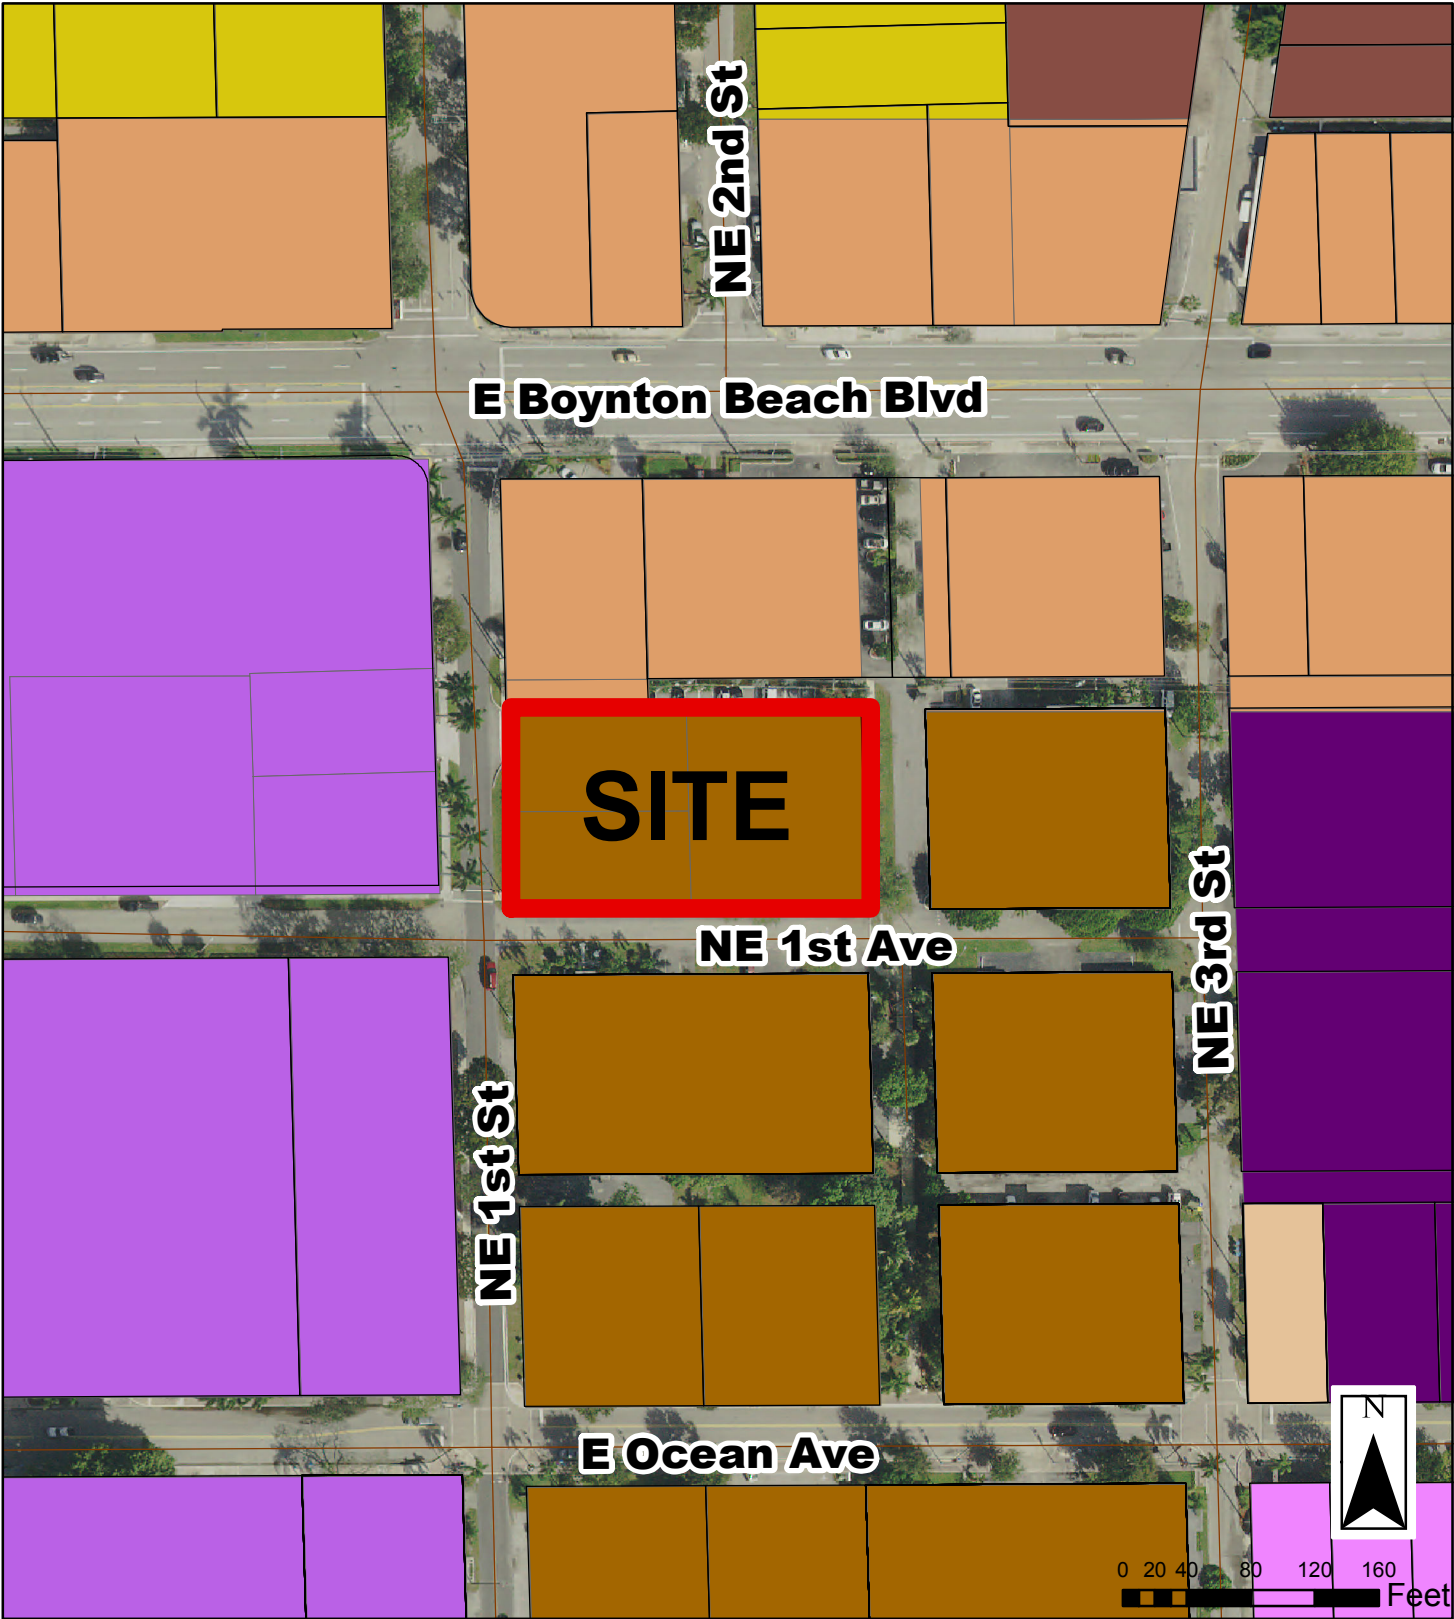 NE 2nd St
E Boynton Beach Blvd
SITE
NE 1st Ave
NE 3rd St
NE 1st St
N
E Ocean Ave
0 20 40 80 120 160
Feet